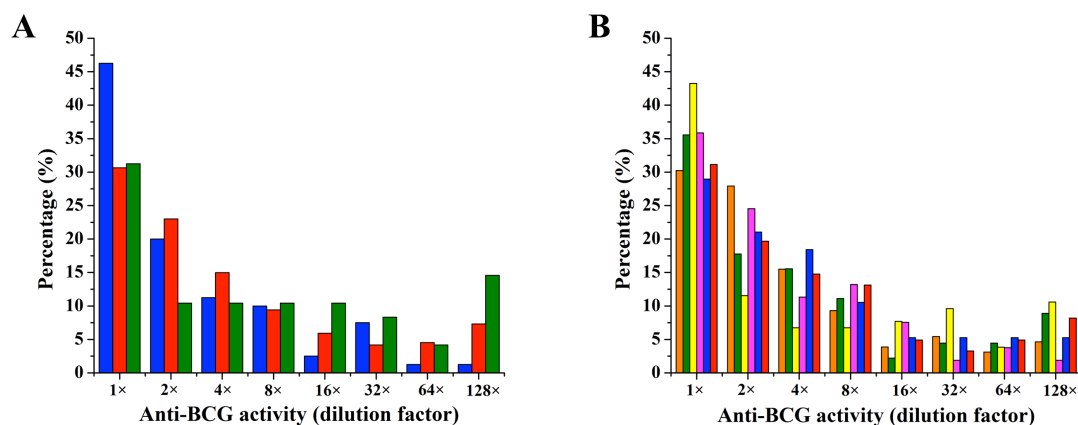 A
50
45
40
35
30
25
20
15
10
5
0
Percentage (%)
1× 2× 4× 8× 16× 32× 64× 128×
Anti-BCG activity (dilution factor)
B
50
45
40
35
30
25
20
15
10
5
0
Percentage (%)
1× 2× 4× 8× 16× 32× 64× 128×
Anti-BCG activity (dilution factor)